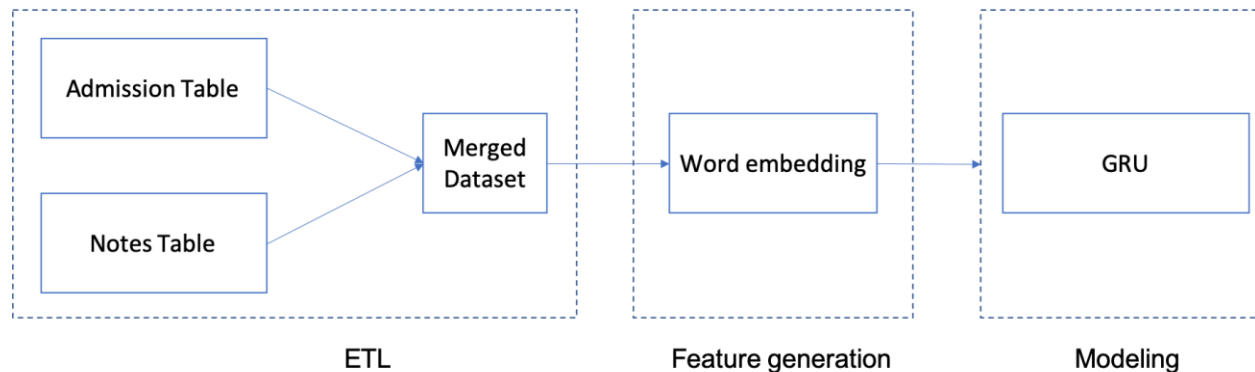 Admission Table
Notes Table
Merged
Dataset
Word embedding
GRU
ETL
Feature generation
Modeling